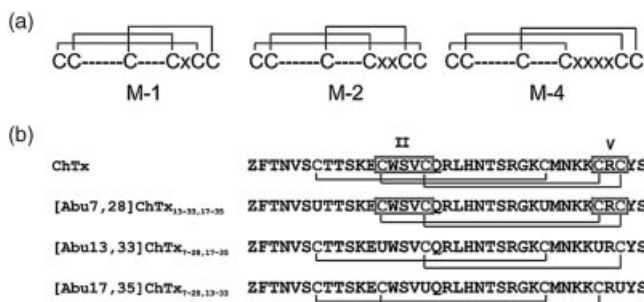 (a)
CC------C----CxCC CC------C----CxxCC CC------C----CxxxxCC
M-1 M-2 M-4
(b)
II V
ChTx ZFTNVSCTTSKECWSVCQRLHNTSRGKCMNKKCRCYS
[Abu7,28]ChTx13-33,17-35 ZFTNVSUTTSKECWSVCQRLHNTSRGKUMNKKCRCYS
[Abu13,33]ChTx7-28,17-35 ZFTNVSCTTSKEUWSVCQRLHNTSRGKCMNKKURCYS
[Abu17,35]ChTx7-28,13-33 ZFTNVSCTTSKECWSVUQRLHNTSRGKCMNKKCRUYS